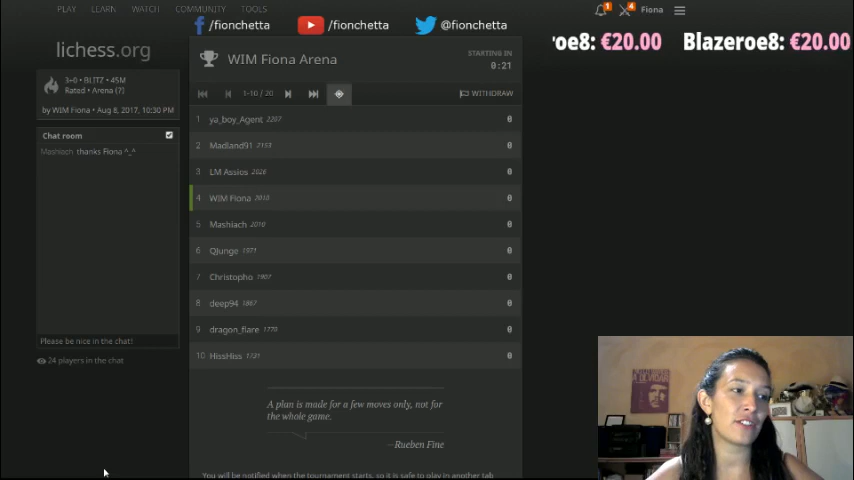 PLAY LEARN WATCH COMMUNITY TOOLS
1 4 Fiona
/fionchetta /fionchetta @fionchetta
roe8: €20.00 Blazeroe8: €20.00
lichess.org
3+0 • BLITZ • 45M
Rated • Arena (7)
by WIM Fiona • Aug 8, 2017, 10:30 PM
Chat room
Mashiach thanks Fiona ^_^
Please be nice in the chat!
24 players in the chat
WIM Fiona Arena
STARTING IN
0:21
1-10 / 20
WITHDRAW
1 ya_boy_Agent 2207 0
2 Madland91 2153 0
3 LM Assios 2026 0
4 WIM Fiona 2010 0
5 Mashiach 2010 0
6 QJunge 1971 0
7 Christopho 1907 0
8 deep94 1867 0
9 dragon_flare 1770 0
10 HissHiss 1731 0
A plan is made for a few moves only, not for
the whole game.
—Rueben Fine
You will be notified when the tournament starts, so it is safe to play in another tab